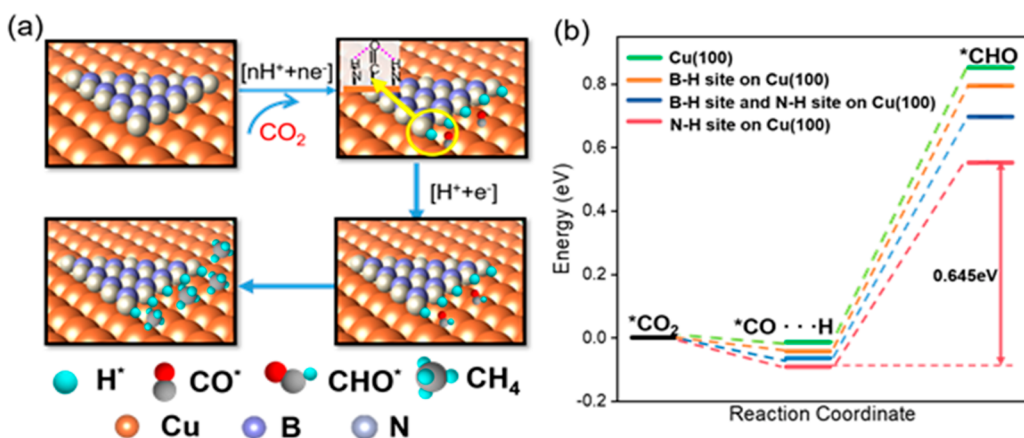 (a)
[nH⁺+ne⁻]
CO₂
O
C
H H
N N
[H⁺+e⁻]
H* CO* CHO* CH₄
Cu B N
(b)
Cu(100)
B-H site on Cu(100)
B-H site and N-H site on Cu(100)
N-H site on Cu(100)
*CHO
*CO₂
*CO · · · H
0.645eV
0.8
0.6
0.4
0.2
0.0
-0.2
Energy (eV)
Reaction Coordinate